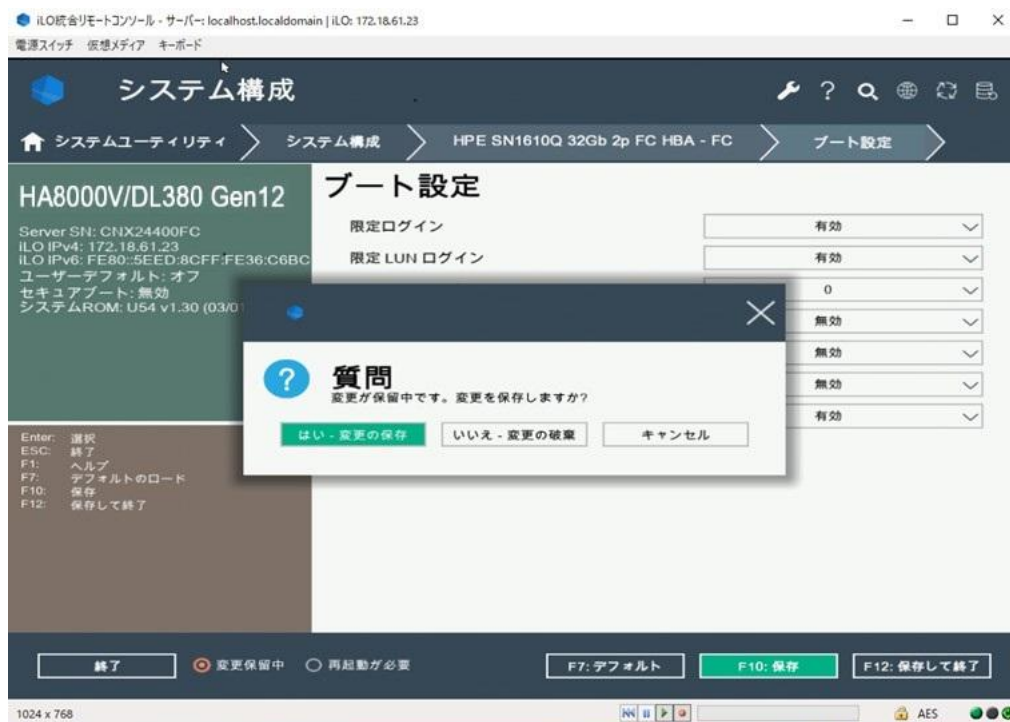 iLO統合リモートコンソール - サーバー: localhost.localdomain | iLO: 172.18.61.23
電源スイッチ 仮想メディア キーボード
システム構成
システムユーティリティ システム構成 HPE SN1610Q 32Gb 2p FC HBA - FC ブート設定
HA8000V/DL380 Gen12
Server SN: CNX24400FC
iLO IPv4: 172.18.61.23
iLO IPv6: FE80::5EED:8CFF:FE36:C6BC
ユーザーデフォルト: オフ
セキュアブート: 無効
システムROM: U54 v1.30 (03/01
ブート設定
限定ログイン 有効
限定 LUN ログイン 有効
0
無効
無効
無効
有効
質問
変更が保留中です。変更を保存しますか?
はい - 変更の保存 いいえ - 変更の破棄 キャンセル
Enter: 選択
ESC: 終了
F1: ヘルプ
F7: デフォルトのロード
F10: 保存
F12: 保存して終了
終了 変更保留中 再起動が必要 F7: デフォルト F10: 保存 F12: 保存して終了
1024 x 768 AES